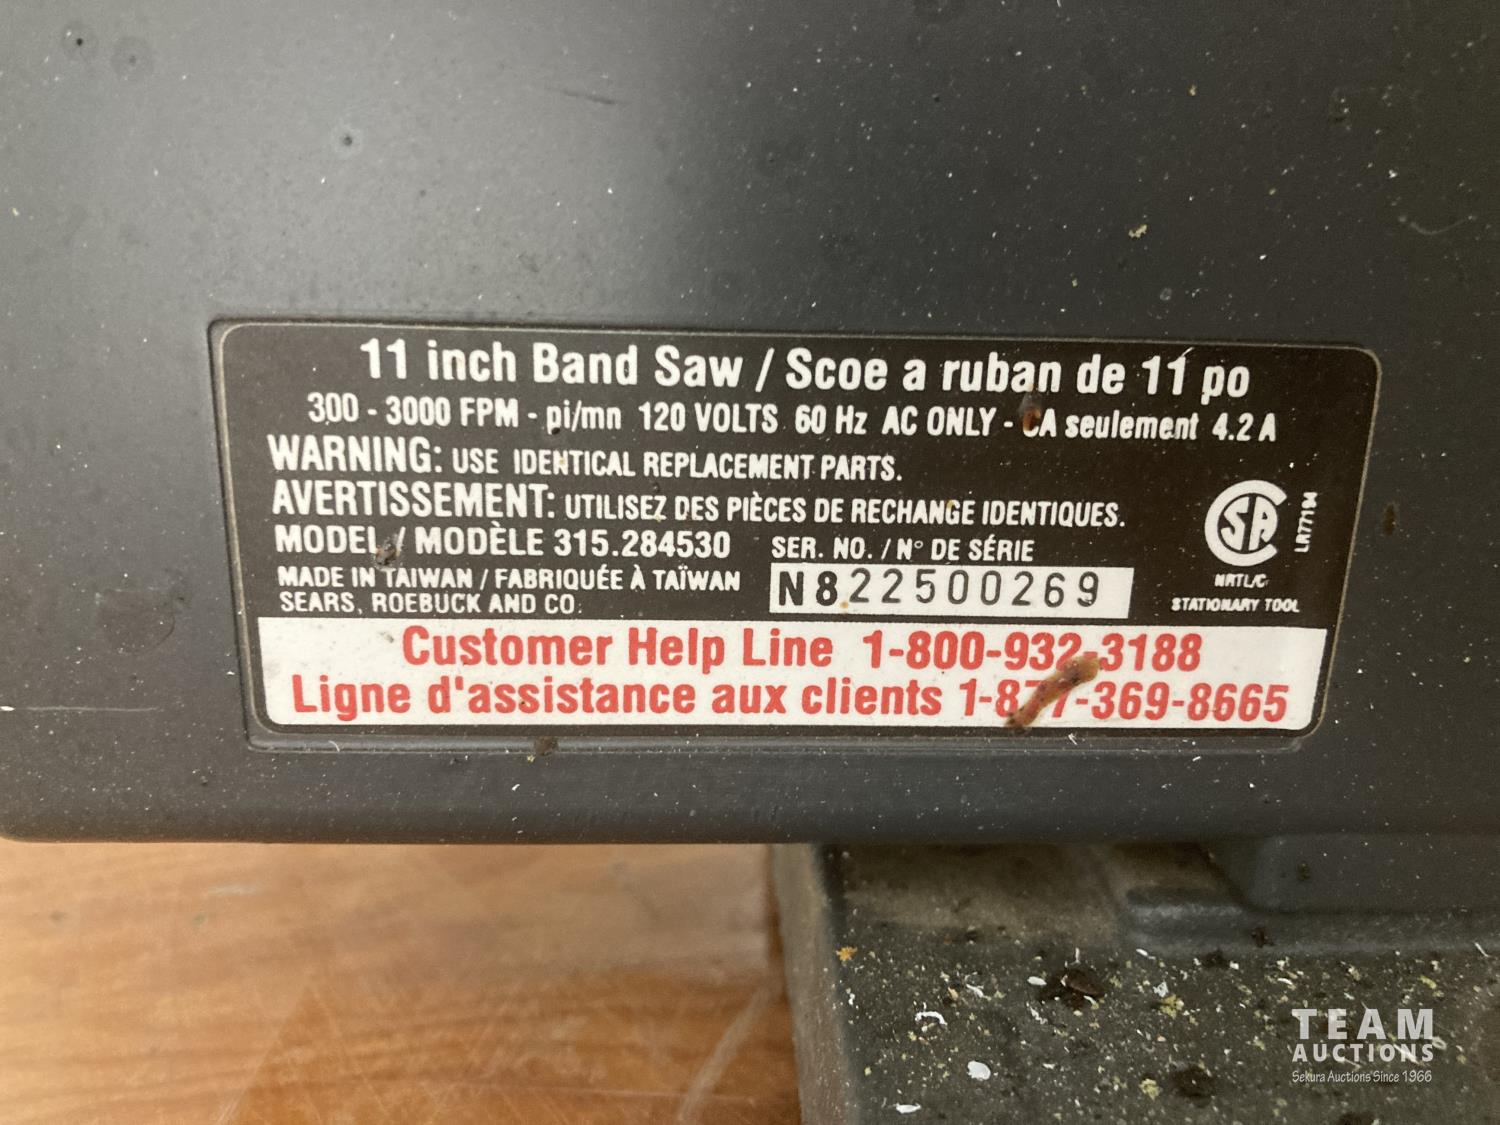 11 inch Band Saw / Scoe a ruban de 11 po
300 - 3000 FPM - pi/mn 120 VOLTS 60 Hz AC ONLY - CA seulement 4.2 A
WARNING: USE IDENTICAL REPLACEMENT PARTS.
AVERTISSEMENT: UTILISEZ DES PIÈCES DE RECHANGE IDENTIQUES.
MODEL / MODÈLE 315.284530
SER. NO. / N° DE SÉRIE
MADE IN TAIWAN / FABRIQUÉE À TAÏWAN
N822500269
SEARS, ROEBUCK AND CO.
SA
LR77194
NRTL/C
STATIONARY TOOL
Customer Help Line 1-800-932-3188
Ligne d'assistance aux clients 1-877-369-8665
TEAM
AUCTIONS
Sekura Auctions Since 1966